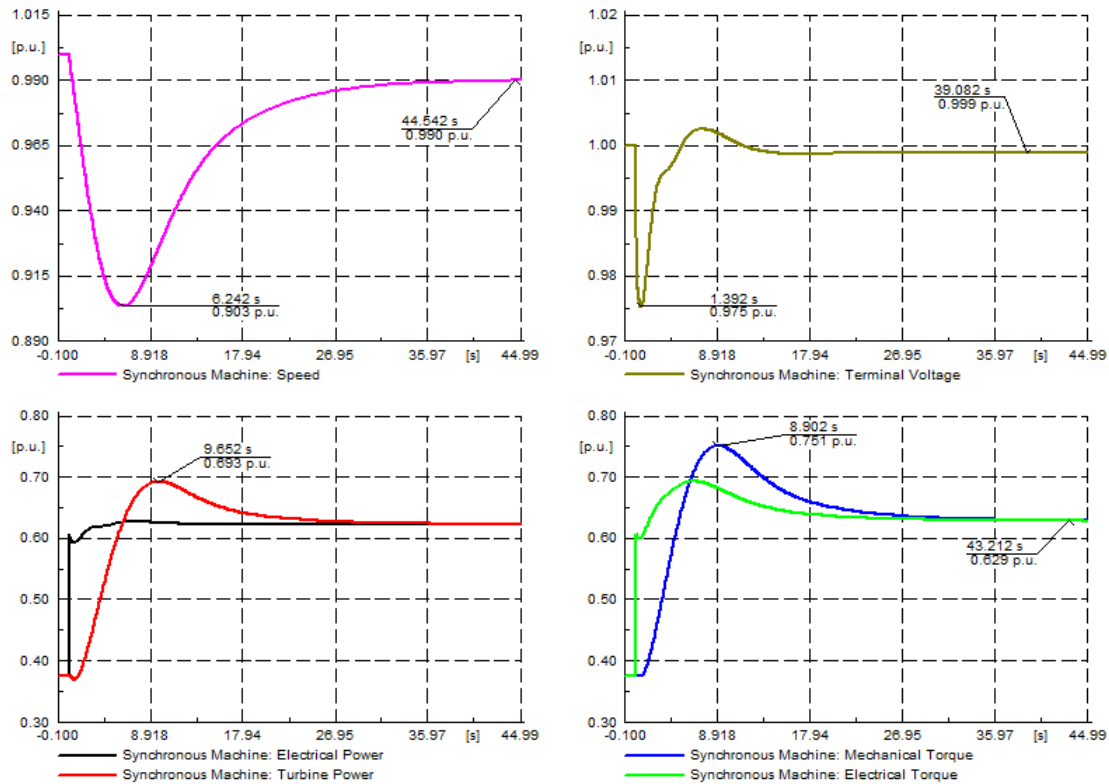 1.015
[p.u.]
0.990
0.965
0.940
0.915
0.890
44.542 s
0.990 p.u.
6.242 s
0.903 p.u.
-0.100 8.918 17.94 26.95 35.97 [s] 44.99
Synchronous Machine: Speed
1.02
[p.u.]
1.01
1.00
0.99
0.98
0.97
39.082 s
0.999 p.u.
1.392 s
0.975 p.u.
-0.100 8.918 17.94 26.95 35.97 [s] 44.99
Synchronous Machine: Terminal Voltage
0.80
[p.u.]
0.70
0.60
0.50
0.40
0.30
9.652 s
0.693 p.u.
-0.100 8.918 17.94 26.95 35.97 [s] 44.99
Synchronous Machine: Electrical Power
Synchronous Machine: Turbine Power
0.80
[p.u.]
0.70
0.60
0.50
0.40
0.30
8.902 s
0.751 p.u.
43.212 s
0.629 p.u.
-0.100 8.918 17.94 26.95 35.97 [s] 44.99
Synchronous Machine: Mechanical Torque
Synchronous Machine: Electrical Torque